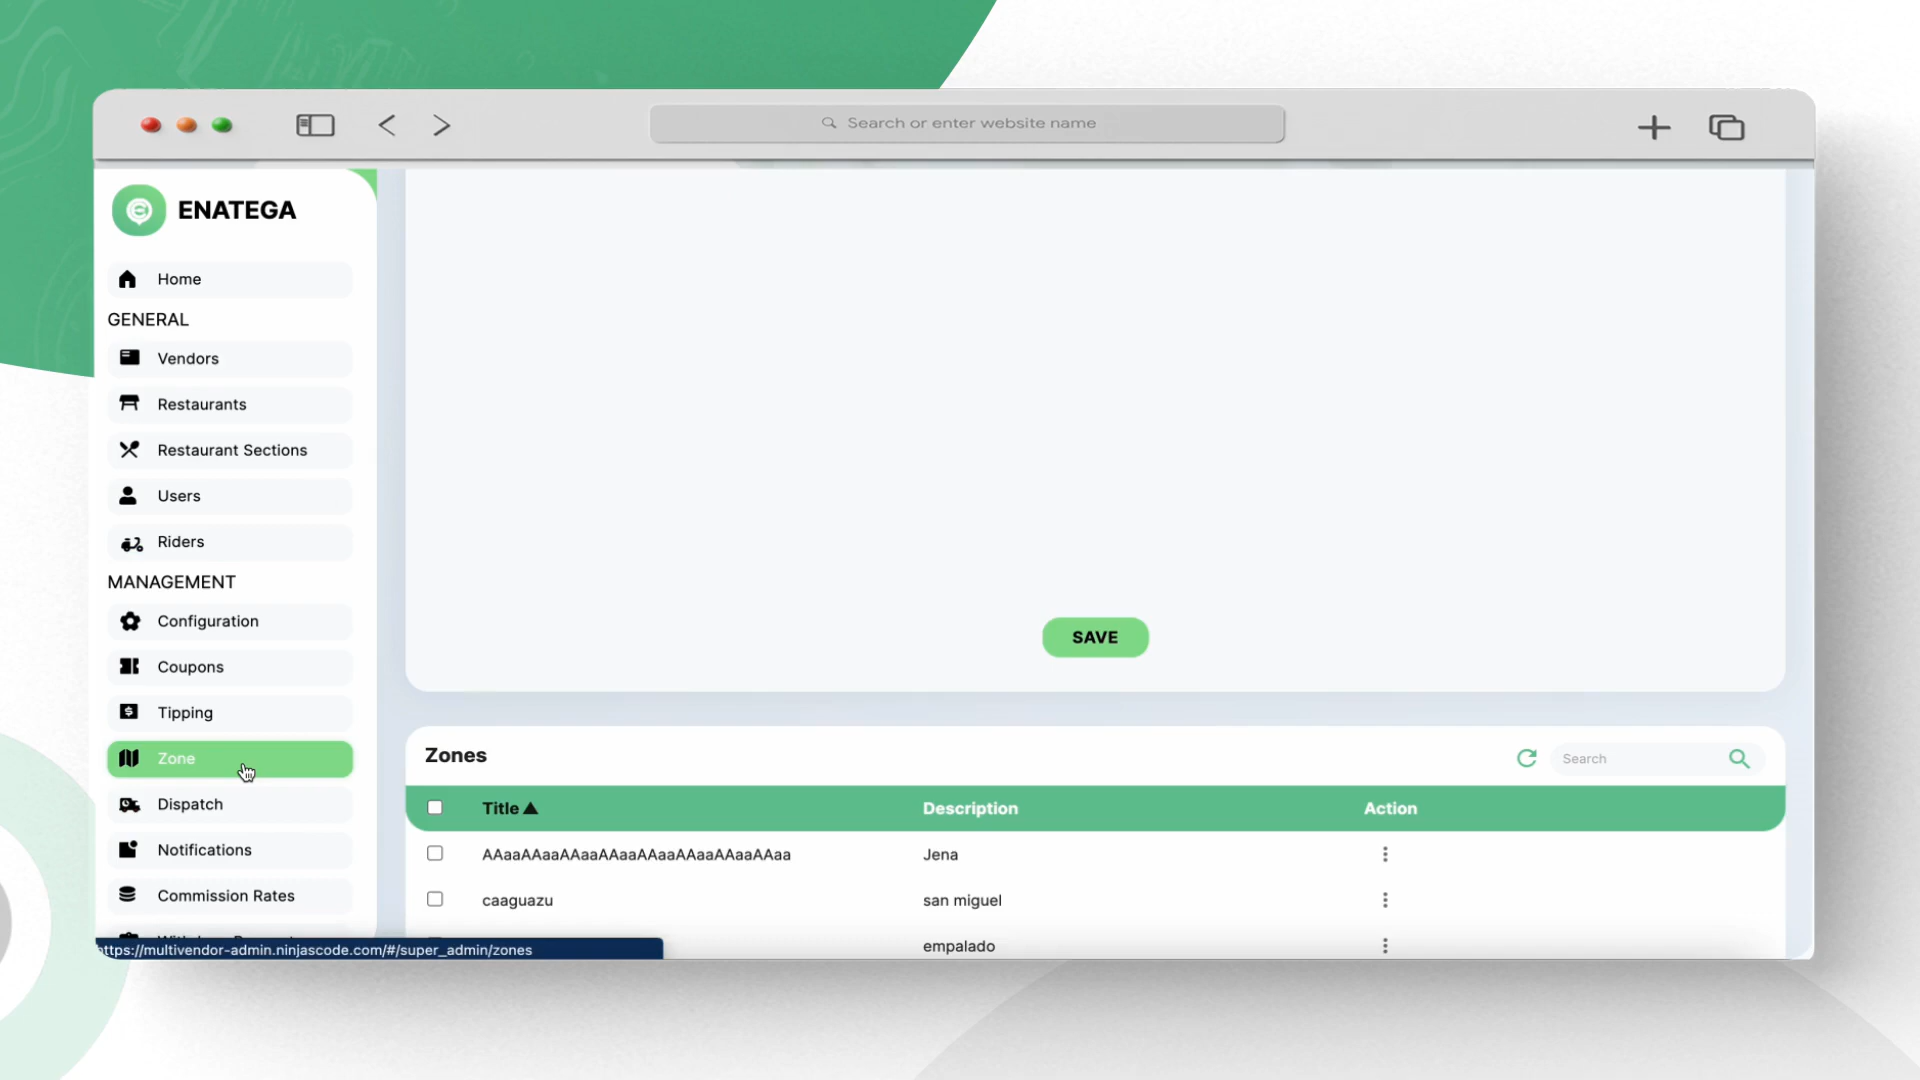 Search or enter website name
ENATEGA
Home
GENERAL
Vendors
Restaurants
Restaurant Sections
Users
Riders
MANAGEMENT
Configuration
Coupons
Tipping
Zone
Dispatch
Notifications
Commission Rates
https://multivendor-admin.ninjascode.com/#/super_admin/zones
SAVE
Zones
Search
Title▲ Description Action
AAaaAAaaAAaaAAaaAAaaAAaaAAaaAAaa Jena
caaguazu san miguel
empalado